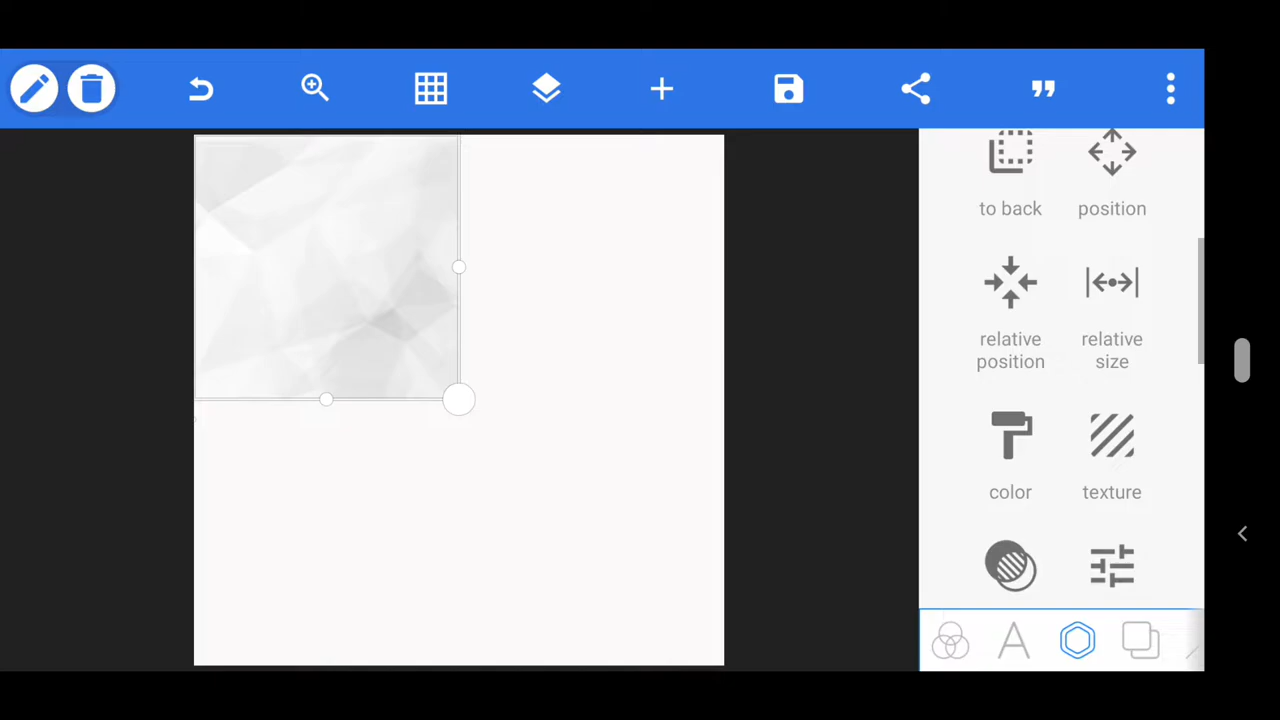 to back
position
relative
position
relative
size
color
texture